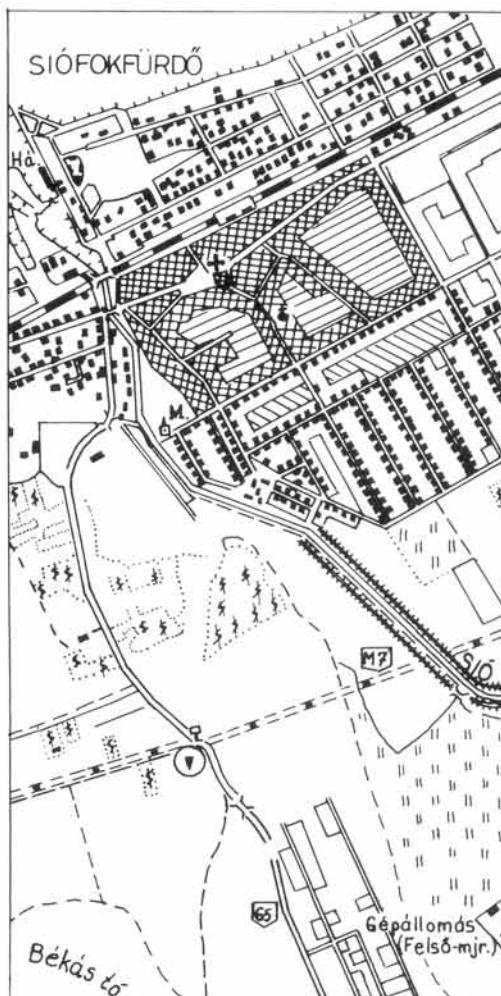 SIÓFOKFÜRDŐ
Há.
M.
M7
SIÓ
65
Gépállomás
(Felső-mjr.)
Békás tó